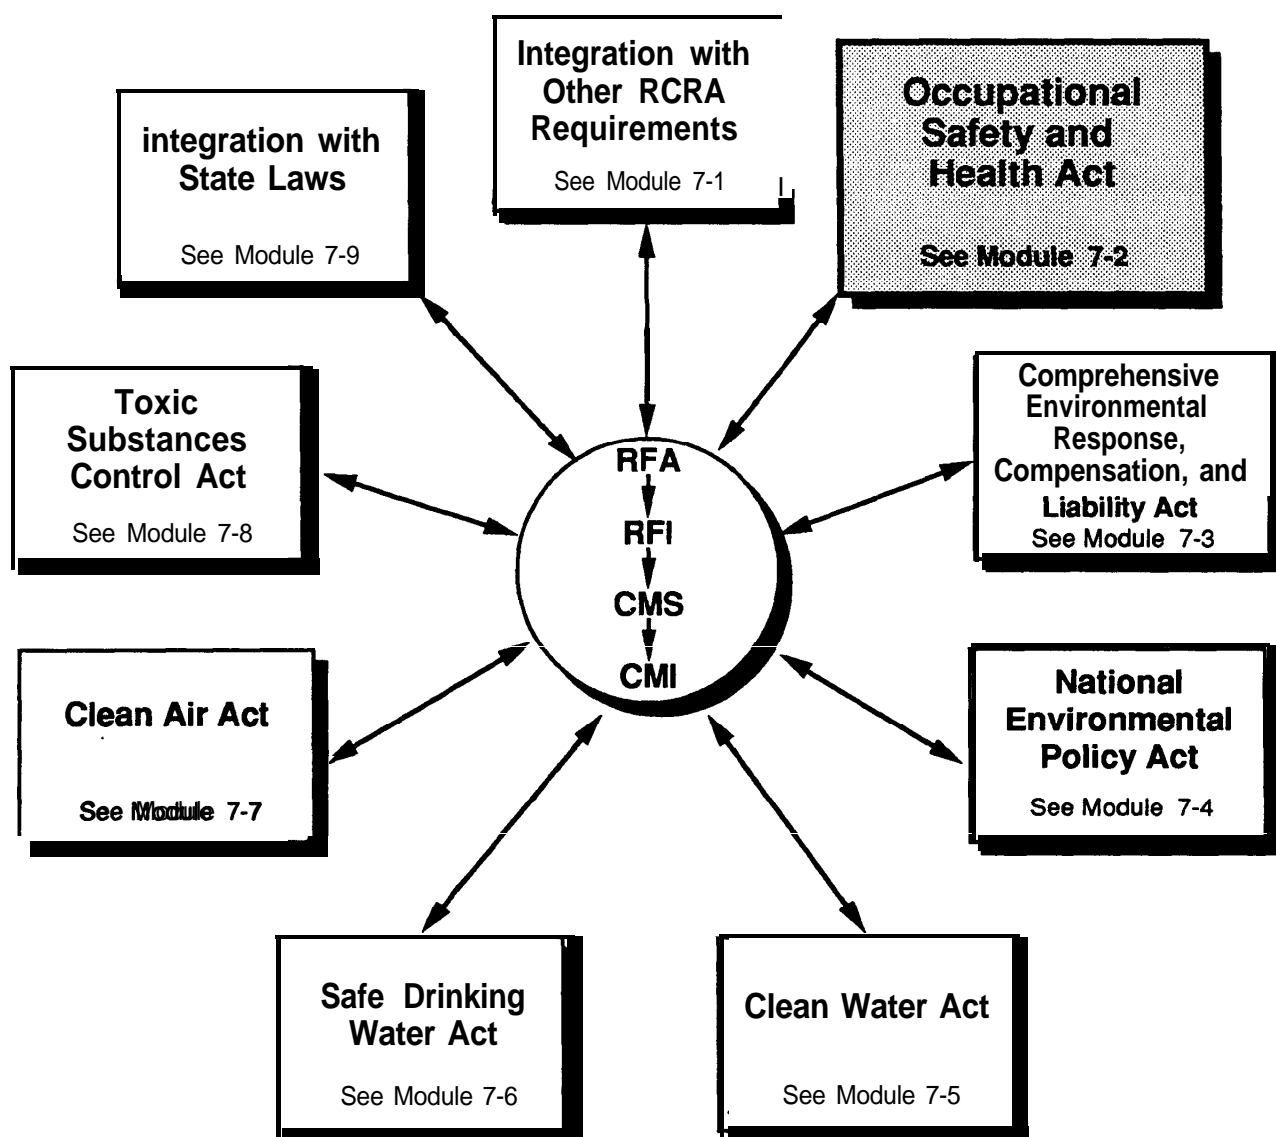 Integration with
Other RCRA
Requirements
See Module 7-1
Occupational
Safety and
Health Act
See Module 7-2
integration with
State Laws
See Module 7-9
Comprehensive
Environmental
Response,
Compensation, and
Liability Act
See Module 7-3
Toxic
Substances
Control Act
See Module 7-8
RFA
RFI
CMS
CMI
National
Environmental
Policy Act
See Module 7-4
Clean Air Act
See Module 7-7
Safe Drinking
Water Act
See Module 7-6
Clean Water Act
See Module 7-5